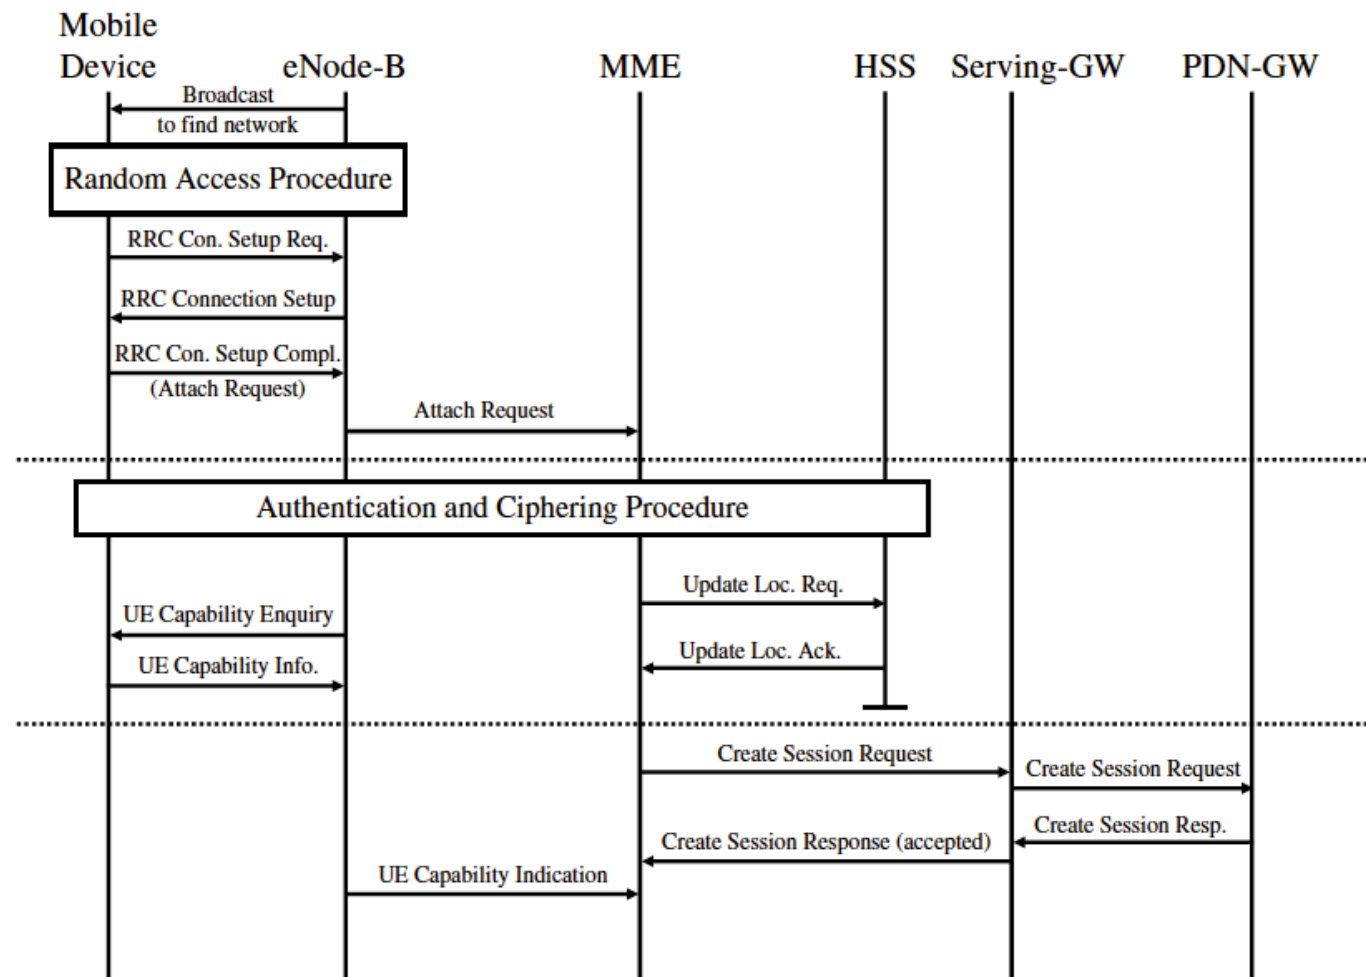 Mobile
Device
eNode-B
MME
HSS
Serving-GW
PDN-GW
Broadcast
to find network
Random Access Procedure
RRC Con. Setup Req.
RRC Connection Setup
RRC Con. Setup Compl.
(Attach Request)
Attach Request
Authentication and Ciphering Procedure
Update Loc. Req.
UE Capability Enquiry
Update Loc. Ack.
UE Capability Info.
Create Session Request
Create Session Request
Create Session Resp.
Create Session Response (accepted)
UE Capability Indication